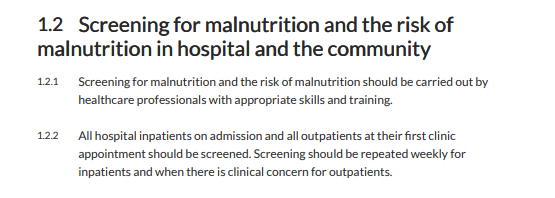 1.2 Screening for malnutrition and the risk of
malnutrition in hospital and the community
1.2.1 Screening for malnutrition and the risk of malnutrition should be carried out by
healthcare professionals with appropriate skills and training.
1.2.2 All hospital inpatients on admission and all outpatients at their first clinic
appointment should be screened. Screening should be repeated weekly for
inpatients and when there is clinical concern for outpatients.